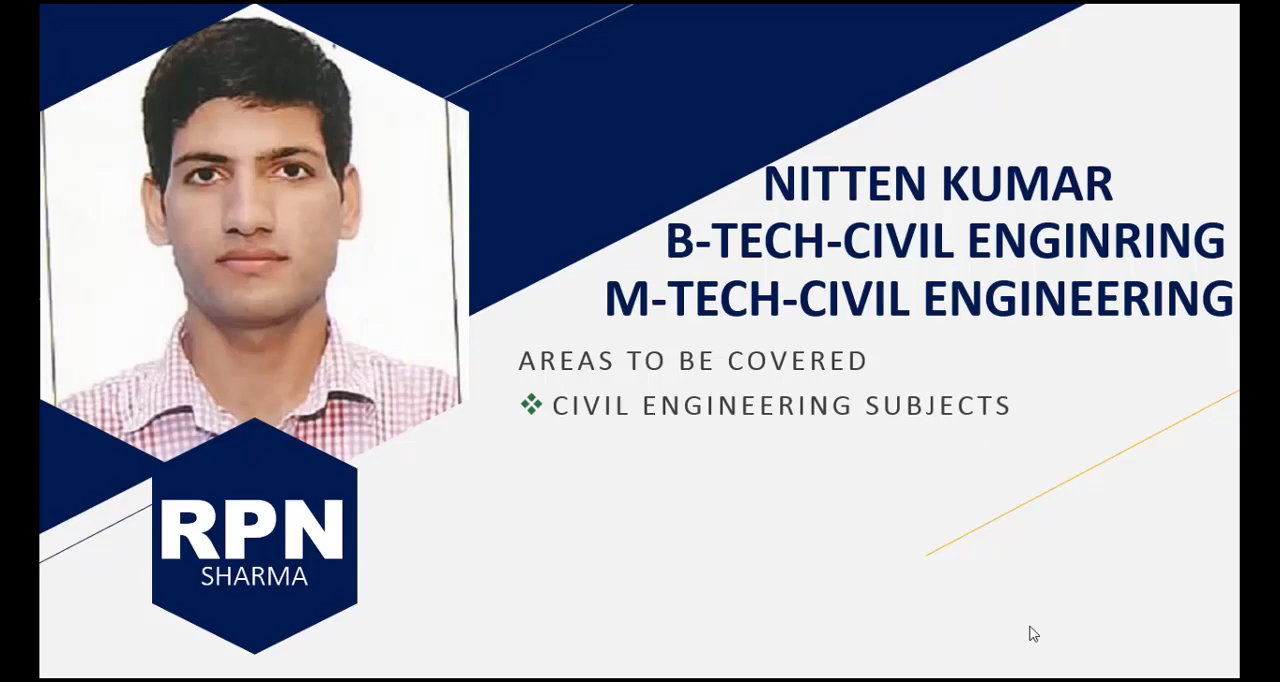 NITTEN KUMAR
B-TECH-CIVIL ENGINRING
M-TECH-CIVIL ENGINEERING
AREAS TO BE COVERED
❖ CIVIL ENGINEERING SUBJECTS
RPN
SHARMA